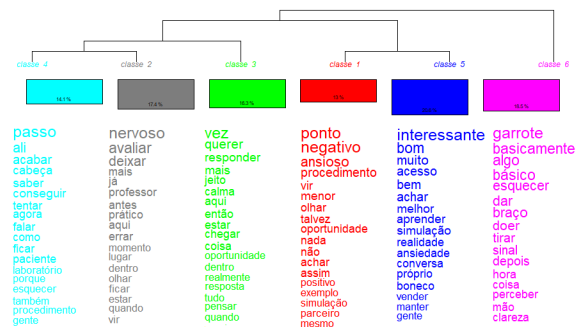 classe 4
classe 2
classe 3
classe 1
classe 5
classe 6
14.1 %
17.4 %
16.3 %
passo
ali
acabar
cabeça
saber
conseguir
tentar
agora
falar
como
ficar
paciente
laboratório
porque
esquecer
também
procedimento
gente
nervoso
avaliar
deixar
mais
já
professor
antes
prático
aqui
errar
momento
lugar
dentro
olhar
ficar
estar
quando
vir
vez
querer
responder
mais
jeito
calma
aqui
então
estar
chegar
coisa
oportunidade
dentro
realmente
resposta
tudo
pensar
quando
ponto
negativo
ansioso
procedimento
vir
menor
olhar
talvez
oportunidade
nada
não
achar
assim
positivo
exemplo
simulação
parceiro
mesmo
interessante
bom
muito
acesso
bem
achar
melhor
aprender
simulação
realidade
ansiedade
conversa
próprio
boneco
vender
manter
gente
garrote
basicamente
algo
básico
esquecer
dar
braço
doer
tirar
sinal
depois
hora
coisa
perceber
mão
clareza